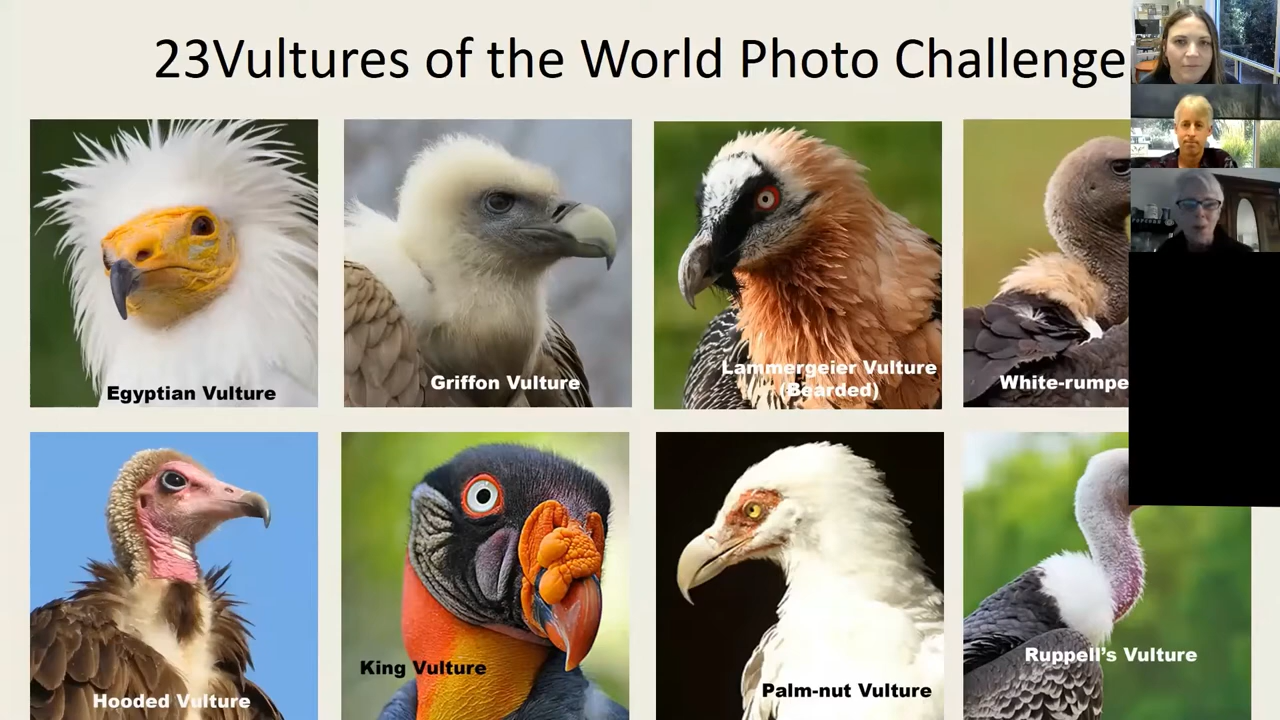 23Vultures of the World Photo Challenge
Egyptian Vulture
Griffon Vulture
Lammergeier Vulture
(Bearded)
White-rumpe
Hooded Vulture
King Vulture
Palm-nut Vulture
Ruppell's Vulture